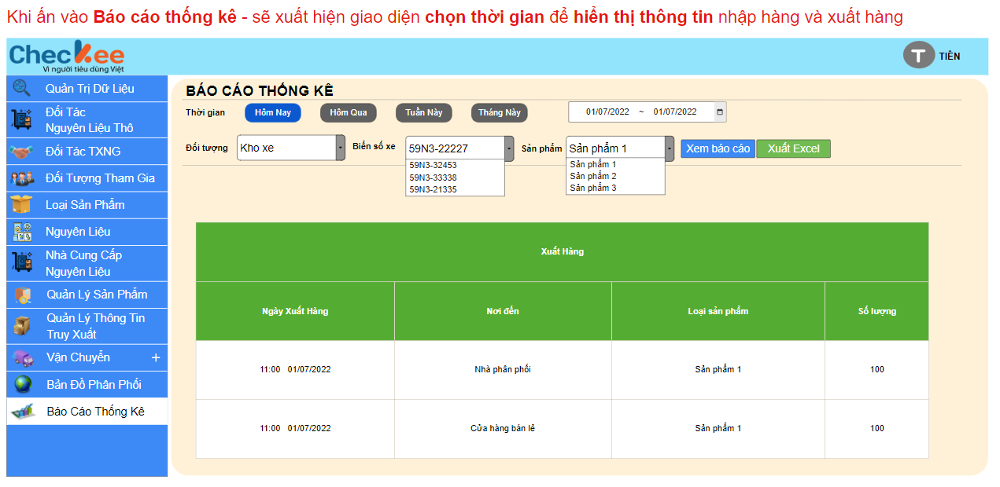 Khi ấn vào Báo cáo thống kê - sẽ xuất hiện giao diện chọn thời gian để hiển thị thông tin nhập hàng và xuất hàng
Checkee
Vì người tiêu dùng Việt
T TIÊN
Quản Trị Dữ Liệu
Đối Tác
Nguyên Liệu Thô
Đối Tác TXNG
Đối Tượng Tham Gia
Loại Sản Phẩm
Nguyên Liệu
Nhà Cung Cấp
Nguyên Liệu
Quản Lý Sản Phẩm
Quản Lý Thông Tin
Truy Xuất
Vận Chuyển +
Bản Đồ Phân Phối
Báo Cáo Thống Kê
BÁO CÁO THỐNG KÊ
Thời gian Hôm Nay Hôm Qua Tuần Này Tháng Này 01/07/2022 ~ 01/07/2022
Đối tượng Kho xe Biển số xe 59N3-22227 Sản phẩm Sản phẩm 1 Xem báo cáo Xuất Excel
59N3-32453 Sản phẩm 1
59N3-33338 Sản phẩm 2
59N3-21335 Sản phẩm 3
Xuất Hàng
Ngày Xuất Hàng Nơi đến Loại sản phẩm Số lượng
11:00 01/07/2022 Nhà phân phối Sản phẩm 1 100
11:00 01/07/2022 Cửa hàng bán lẻ Sản phẩm 1 100